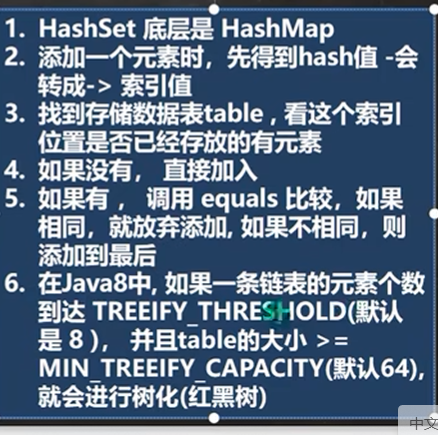 1. HashSet 底层是 HashMap
2. 添加一个元素时，先得到hash值 -会
转成-> 索引值
3. 找到存储数据表table , 看这个索引
位置是否已经存放的有元素
4. 如果没有， 直接加入
5. 如果有 ， 调用 equals 比较，如果
相同，就放弃添加, 如果不相同，则
添加到最后
6. 在Java8中, 如果一条链表的元素个数
到达 TREEIFY_THRESHOLD(默认
是 8 )， 并且table的大小 >=
MIN_TREEIFY_CAPACITY(默认64),
就会进行树化(红黑树)
中文